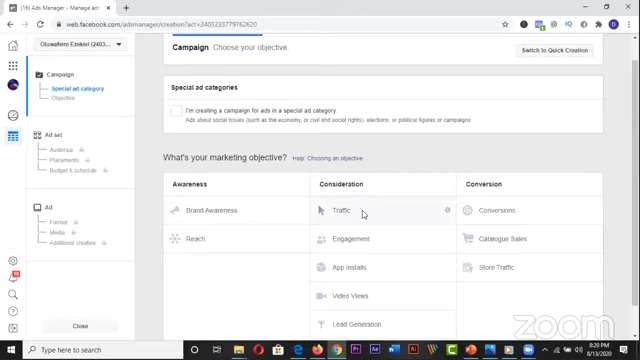 (16) Ads Manager - Manage ads
web.facebook.com/adsmanager/creation?act=24032337779762620
Oluwafemi Ezekiel (2403...
Campaign: Choose your objective.
Switch to Quick Creation
Campaign
Special ad category
Objective
Special ad categories
I'm creating a campaign for ads in a special ad category.
Ads about social issues (such as the economy, or civil and social rights), elections, or political figures or campaigns
Ad set
Audience
Placements
Budget & schedule
What's your marketing objective?
Help: Choosing an objective
Awareness
Consideration
Conversion
Brand Awareness
Traffic
Conversions
Ad
Format
Media
Additional creative
Reach
Engagement
Catalogue Sales
App Installs
Store Traffic
Video Views
Lead Generation
Close
zoom
Type here to search
8:20 PM
8/13/2020